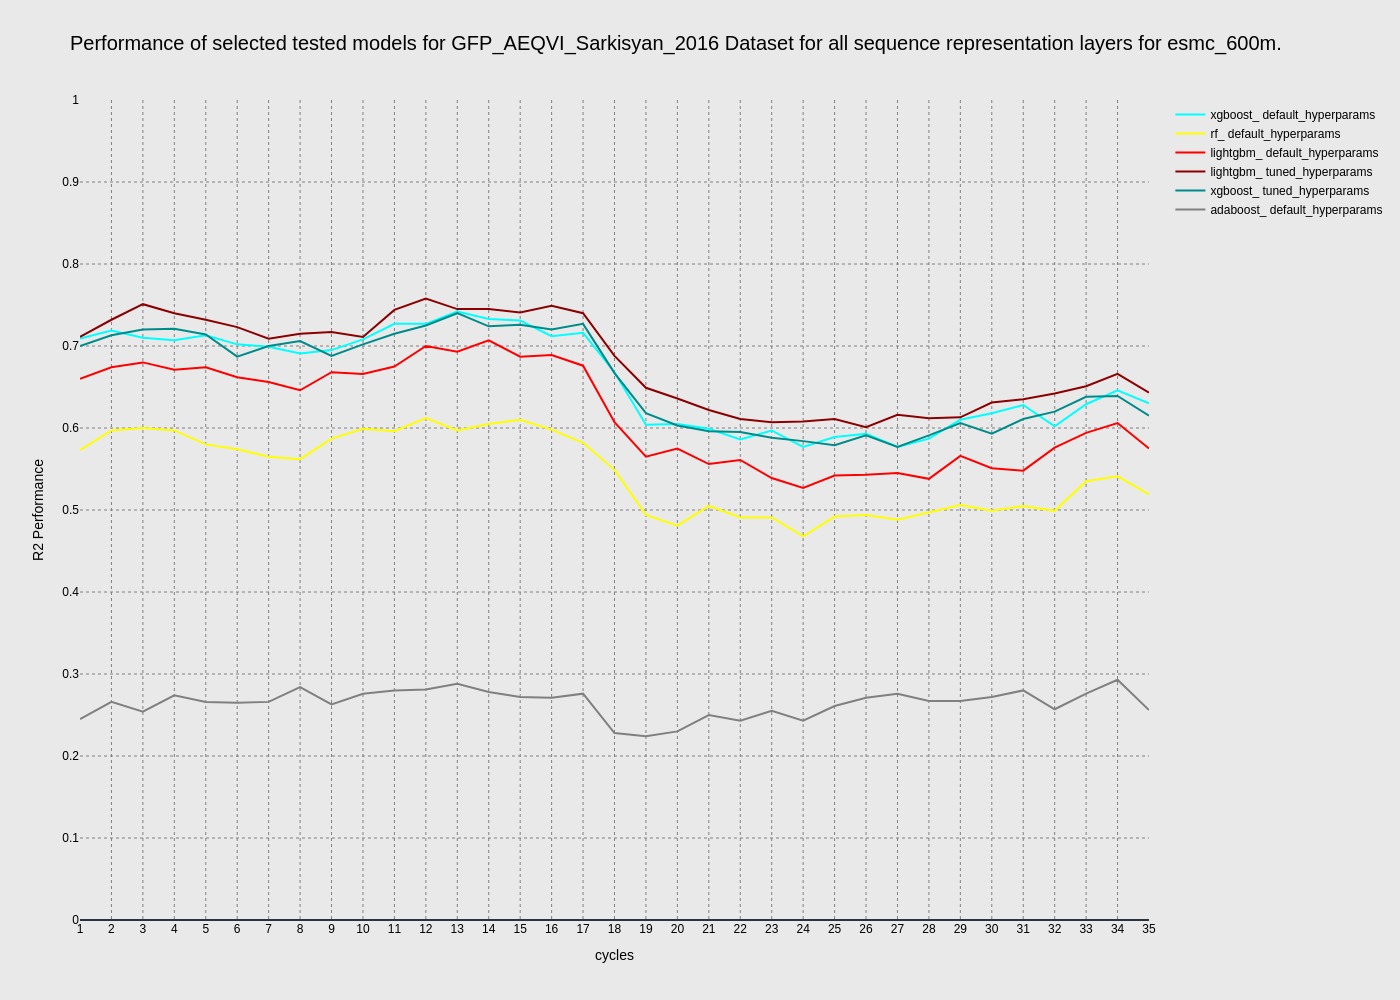 Performance of selected tested models for GFP_AEQVI_Sarkisyan_2016 Dataset for all sequence representation layers for esmc_600m.
xgboost_ default_hyperparams
rf_ default_hyperparams
lightgbm_ default_hyperparams
lightgbm_ tuned_hyperparams
xgboost_ tuned_hyperparams
adaboost_ default_hyperparams
R2 Performance
1
0.9
0.8
0.7
0.6
0.5
0.4
0.3
0.2
0.1
0
1 2 3 4 5 6 7 8 9 10 11 12 13 14 15 16 17 18 19 20 21 22 23 24 25 26 27 28 29 30 31 32 33 34 35
cycles